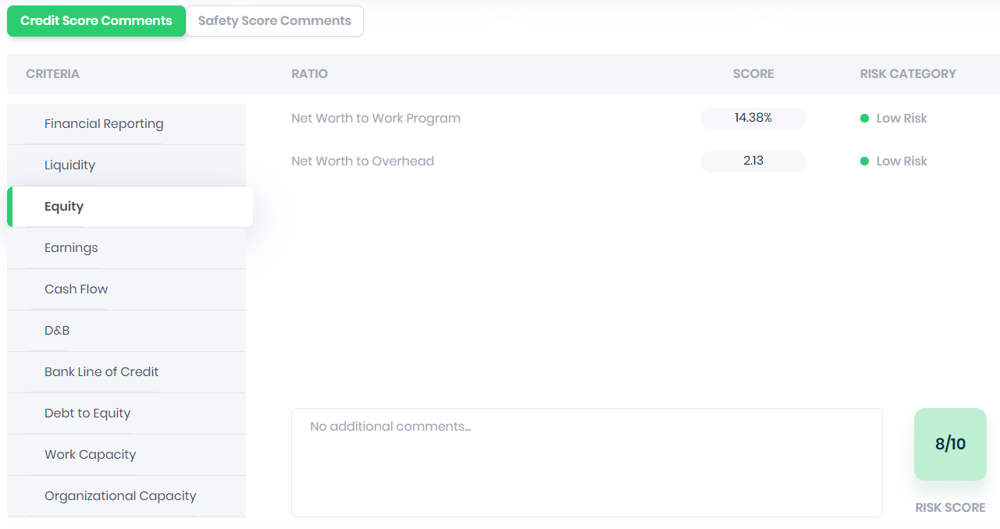 Credit Score Comments Safety Score Comments
CRITERIA RATIO SCORE RISK CATEGORY
Financial Reporting
Liquidity
Equity
Earnings
Cash Flow
D&B
Bank Line of Credit
Debt to Equity
Work Capacity
Organizational Capacity
Net Worth to Work Program 14.38% Low Risk
Net Worth to Overhead 2.13 Low Risk
No additional comments...
8/10
RISK SCORE